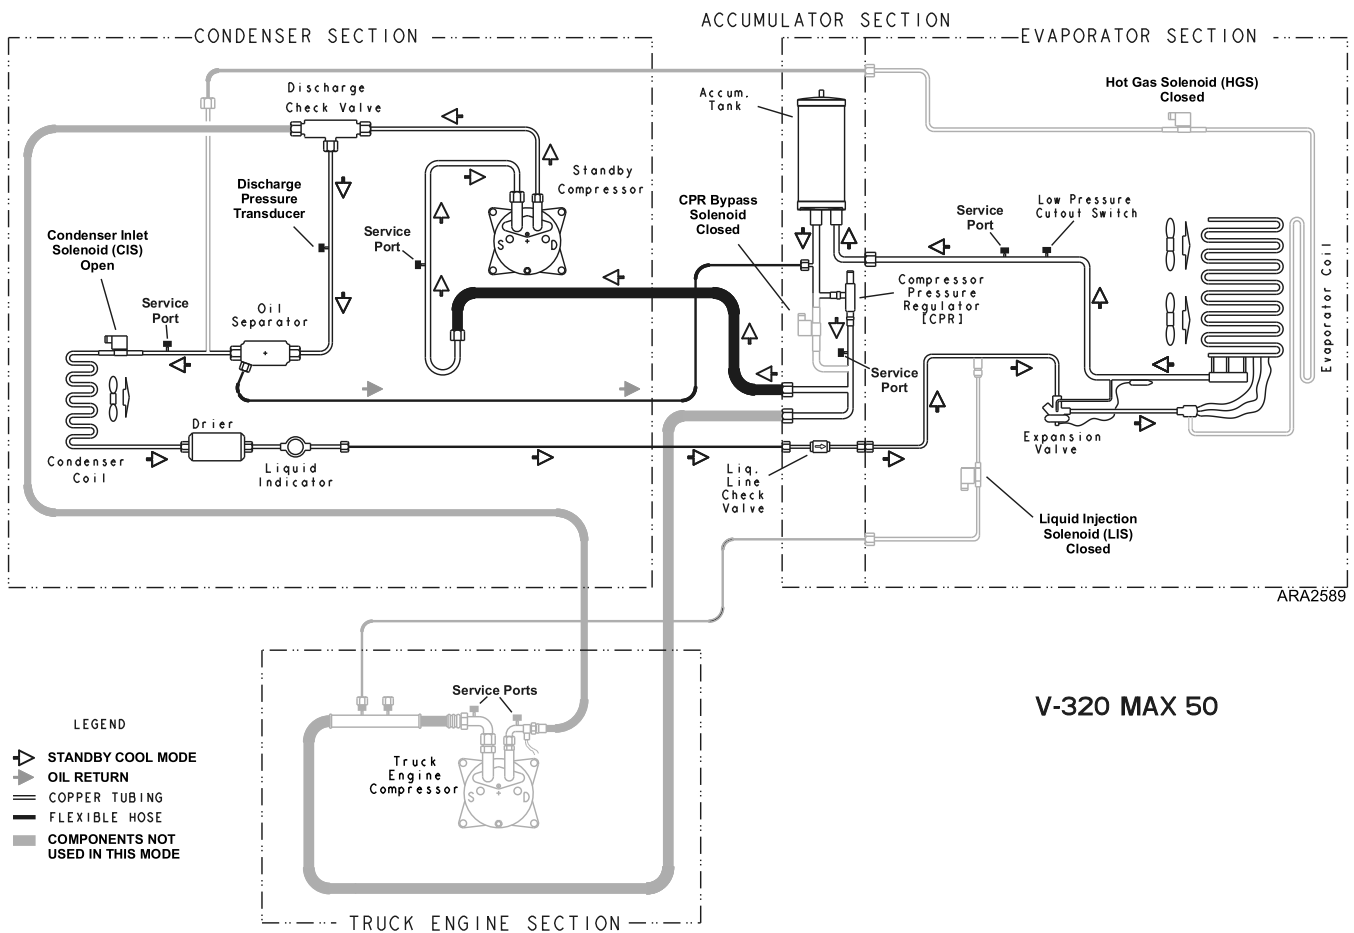 ACCUMULATOR SECTION
CONDENSER SECTION
EVAPORATOR SECTION
Discharge
Check Valve
Accum.
Tank
Hot Gas Solenoid (HGS)
Closed
Standby
Compressor
Discharge
Pressure
Transducer
CPR Bypass
Solenoid
Closed
Low Pressure
Cutout Switch
Service
Port
Service
Port
Condenser Inlet
Solenoid (CIS)
Open
Service
Port
Oil
Separator
Compressor
Pressure
Regulator
[CPR]
Evaporator Coil
S
D
Service
Port
Drier
Condenser
Coil
Liquid
Indicator
Liq.
Line
Check
Valve
Expansion
Valve
Liquid Injection
Solenoid (LIS)
Closed
ARA2589
Service Ports
Truck
Engine
Compressor
S
D
V-320 MAX 50
LEGEND
STANDBY COOL MODE
OIL RETURN
COPPER TUBING
FLEXIBLE HOSE
COMPONENTS NOT
USED IN THIS MODE
TRUCK ENGINE SECTION